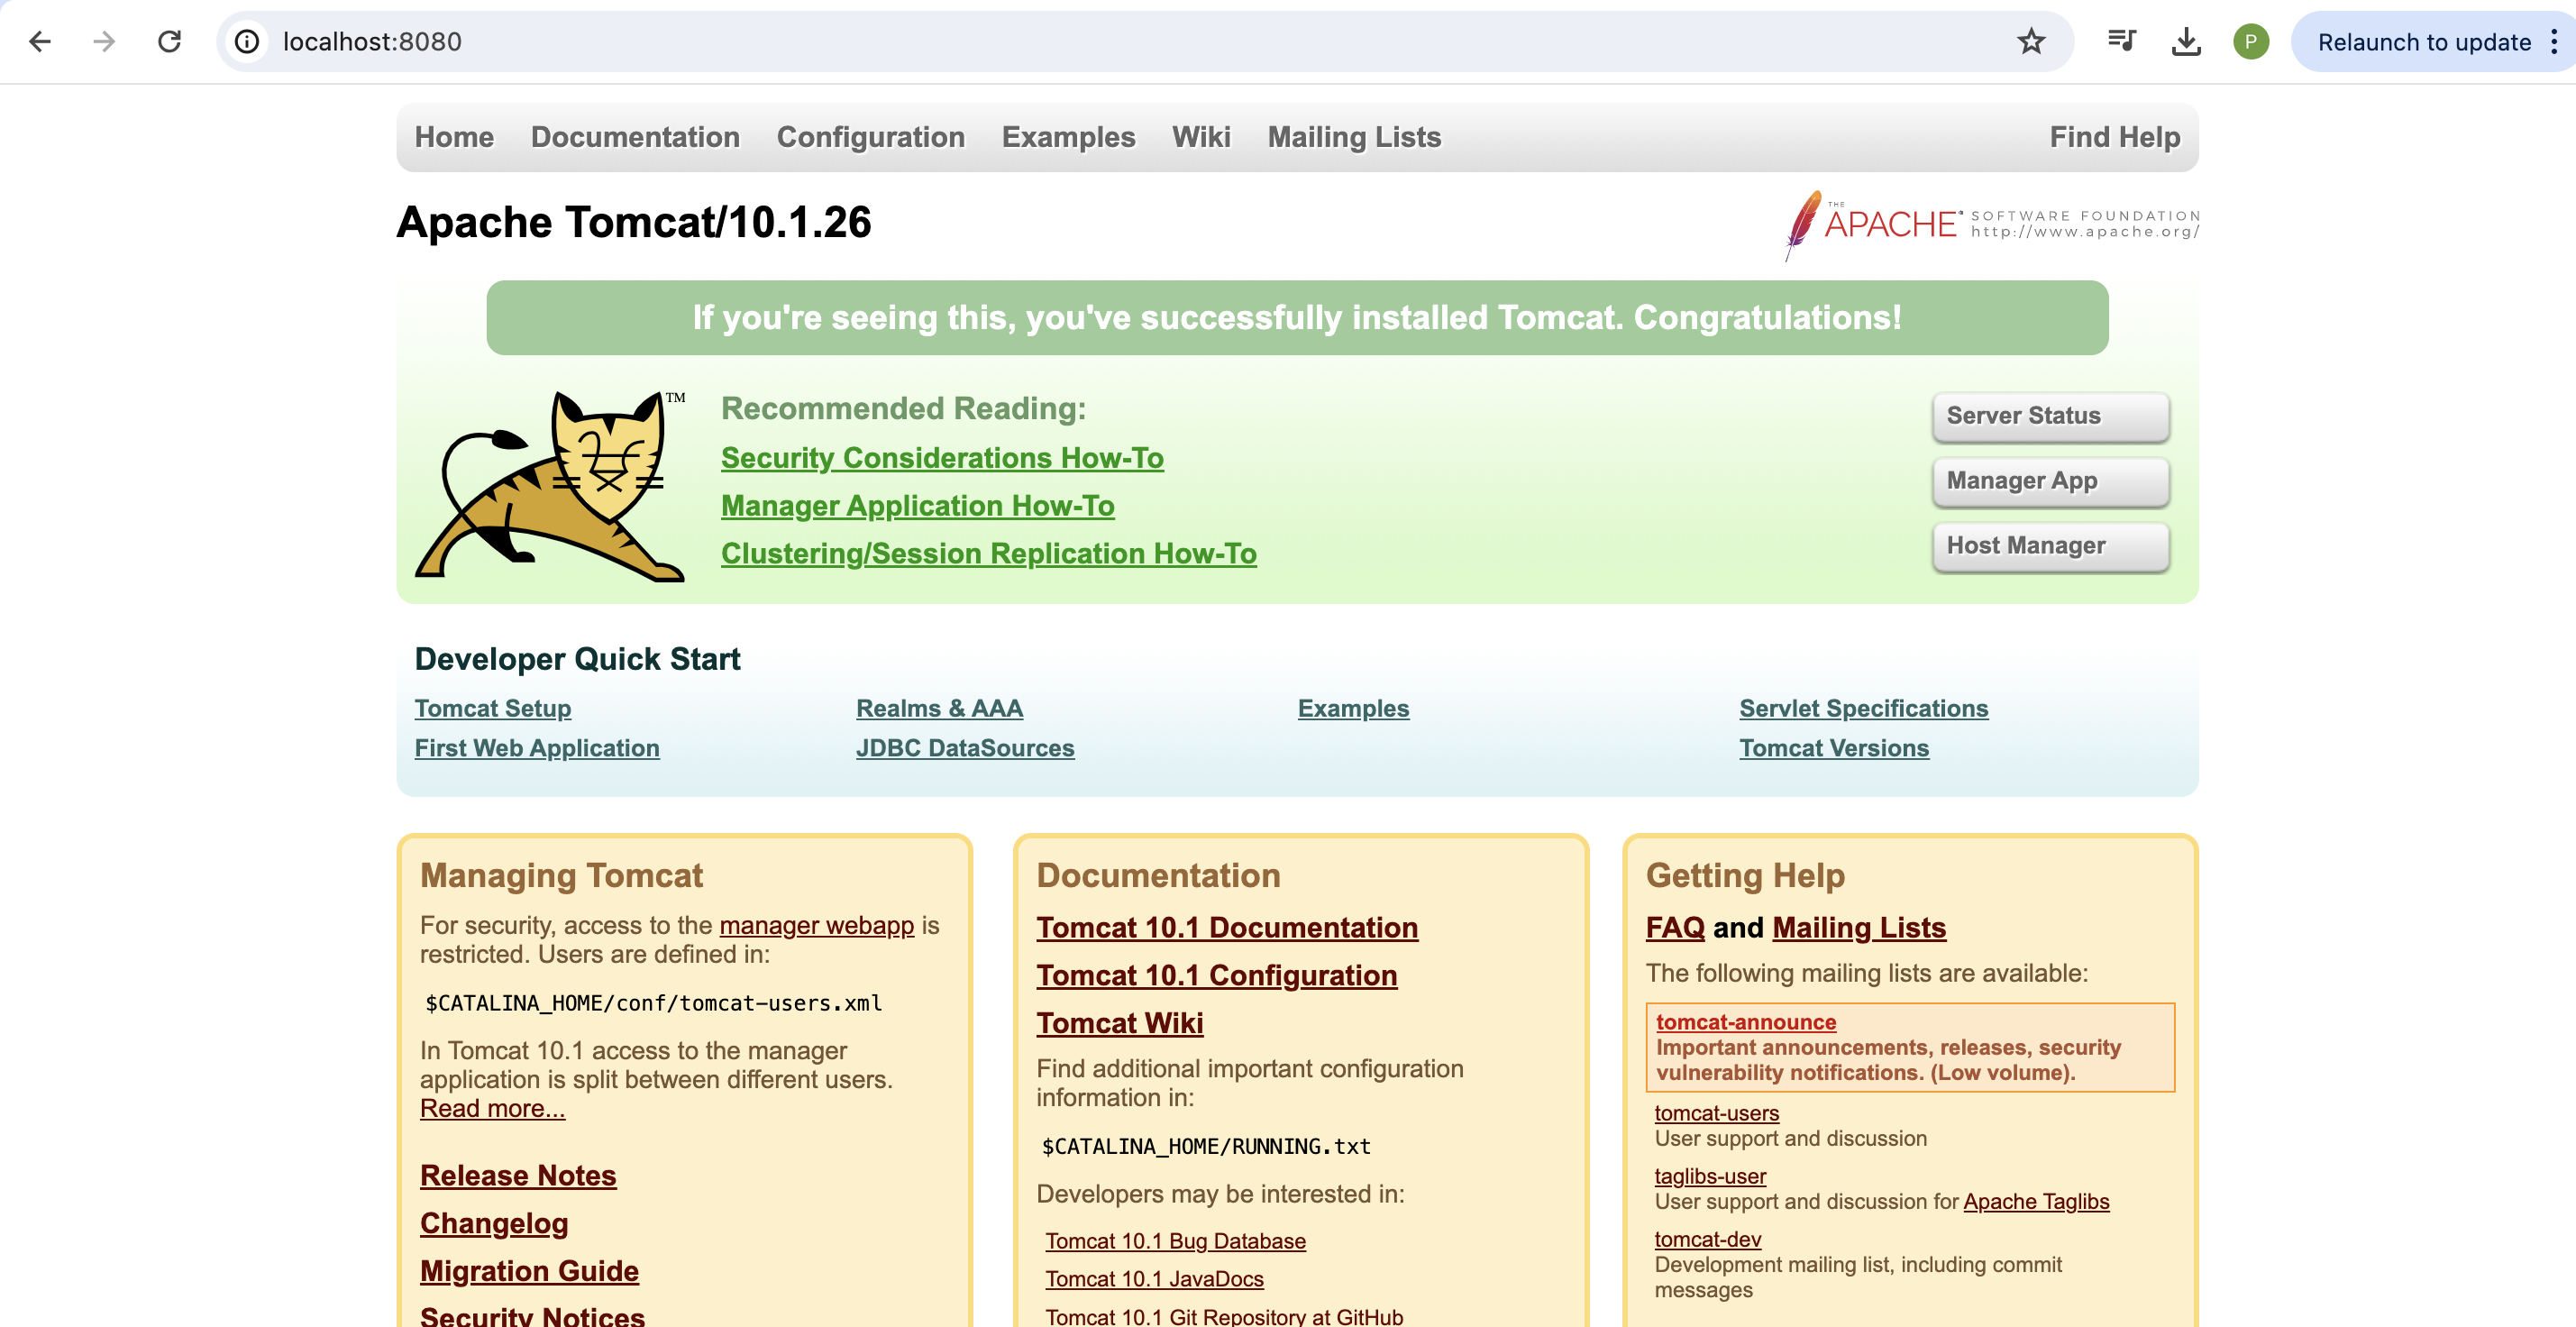 localhost:8080
P
Relaunch to update
Home Documentation Configuration Examples Wiki Mailing Lists Find Help
Apache Tomcat/10.1.26
THE APACHE® SOFTWARE FOUNDATION
http://www.apache.org/
If you're seeing this, you've successfully installed Tomcat. Congratulations!
TM
Recommended Reading:
Security Considerations How-To
Manager Application How-To
Clustering/Session Replication How-To
Server Status
Manager App
Host Manager
Developer Quick Start
Tomcat Setup
First Web Application
Realms & AAA
JDBC DataSources
Examples
Servlet Specifications
Tomcat Versions
Managing Tomcat
For security, access to the manager webapp is
restricted. Users are defined in:
$CATALINA_HOME/conf/tomcat-users.xml
In Tomcat 10.1 access to the manager
application is split between different users.
Read more...
Release Notes
Changelog
Migration Guide
Security Notices
Documentation
Tomcat 10.1 Documentation
Tomcat 10.1 Configuration
Tomcat Wiki
Find additional important configuration
information in:
$CATALINA_HOME/RUNNING.txt
Developers may be interested in:
Tomcat 10.1 Bug Database
Tomcat 10.1 JavaDocs
Tomcat 10.1 Git Repository at GitHub
Getting Help
FAQ and Mailing Lists
The following mailing lists are available:
tomcat-announce
Important announcements, releases, security
vulnerability notifications. (Low volume).
tomcat-users
User support and discussion
taglibs-user
User support and discussion for Apache Taglibs
tomcat-dev
Development mailing list, including commit
messages